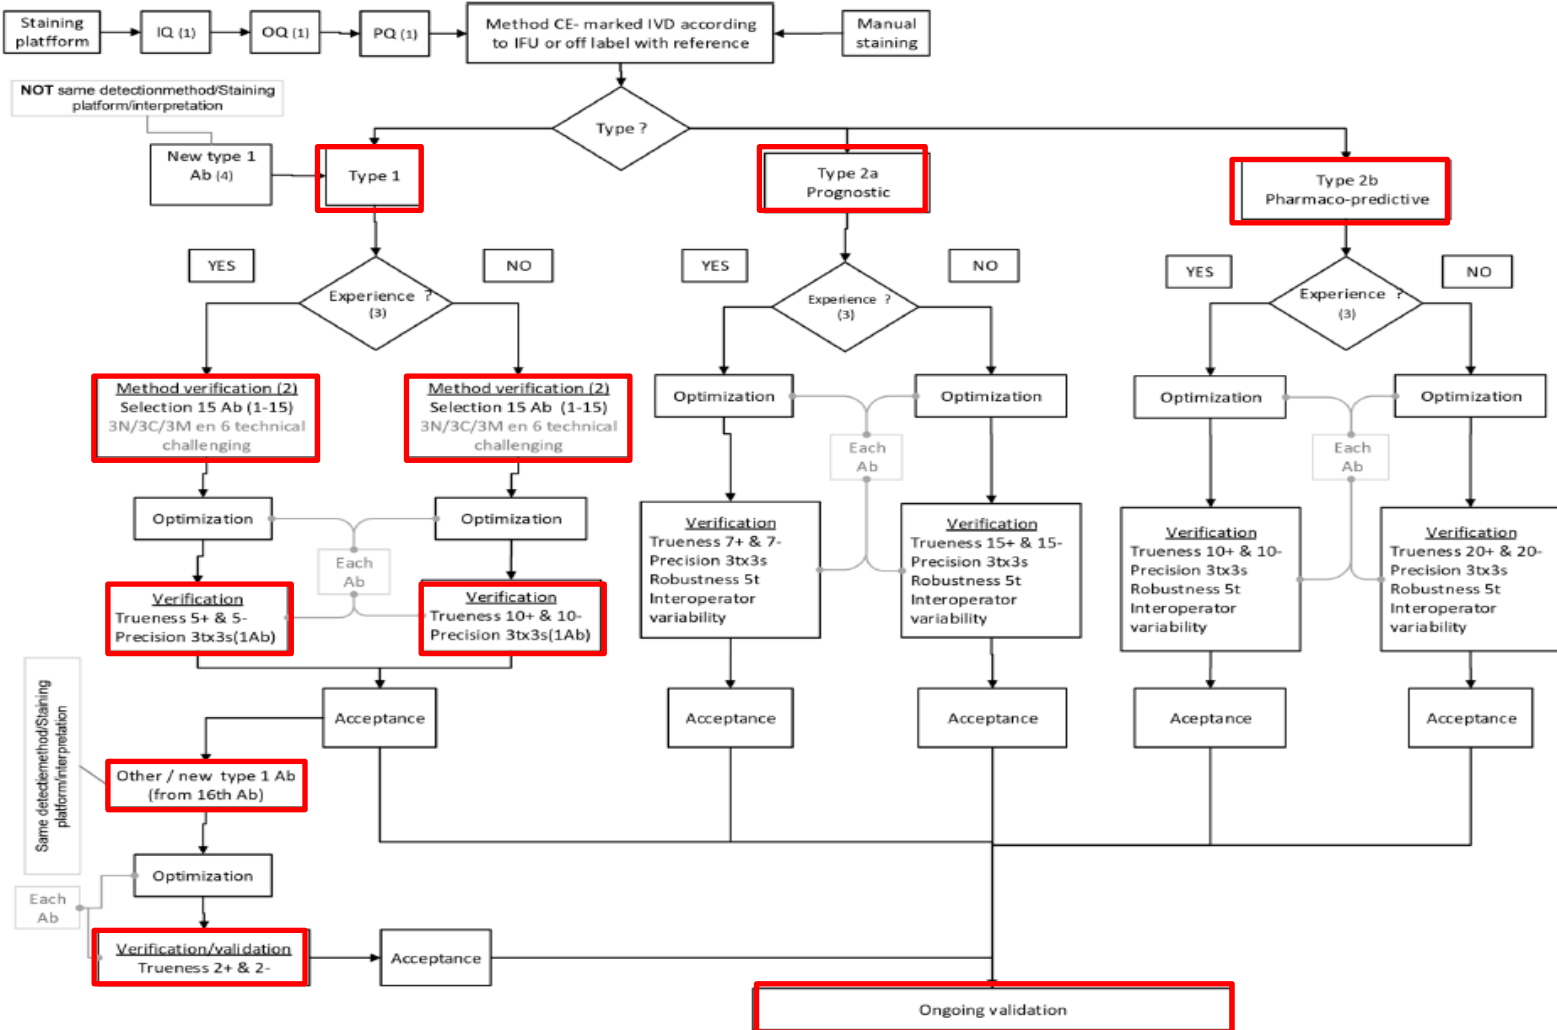 Staining
platfform
IQ (1)
OQ (1)
PQ (1)
Method CE- marked IVD according
to IFU or off label with reference
Manual
staining
NOT same detectionmethod/Staining
platform/interpretation
Type ?
New type 1
Ab (4)
Type 1
Type 2a
Prognostic
Type 2b
Pharmaco-predictive
YES
NO
Experience ?
(3)
YES
NO
Experience ?
(3)
YES
NO
Experience ?
(3)
Method verification (2)
Selection 15 Ab (1-15)
3N/3C/3M en 6 technical
challenging
Method verification (2)
Selection 15 Ab (1-15)
3N/3C/3M en 6 technical
challenging
Optimization
Optimization
Each
Ab
Optimization
Optimization
Each
Ab
Optimization
Optimization
Each
Ab
Verification
Trueness 5+ & 5-
Precision 3tx3s(1Ab)
Verification
Trueness 10+ & 10-
Precision 3tx3s(1Ab)
Verification
Trueness 7+ & 7-
Precision 3tx3s
Robustness 5t
Interoperator
variability
Verification
Trueness 15+ & 15-
Precision 3tx3s
Robustness 5t
Interoperator
variability
Verification
Trueness 10+ & 10-
Precision 3tx3s
Robustness 5t
Interoperator
variability
Verification
Trueness 20+ & 20-
Precision 3tx3s
Robustness 5t
Interoperator
variability
Acceptance
Acceptance
Acceptance
Aceptance
Acceptance
Same detectiemethod/Staining
platform/interpretation
Other / new type 1 Ab
(from 16th Ab)
Optimization
Each
Ab
Verification/validation
Trueness 2+ & 2-
Acceptance
Ongoing validation